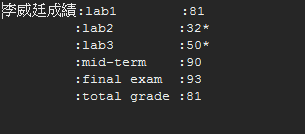 李威廷成績:lab1      :81
:lab2      :32*
:lab3      :50*
:mid-term  :90
:final exam :93
:total grade :81